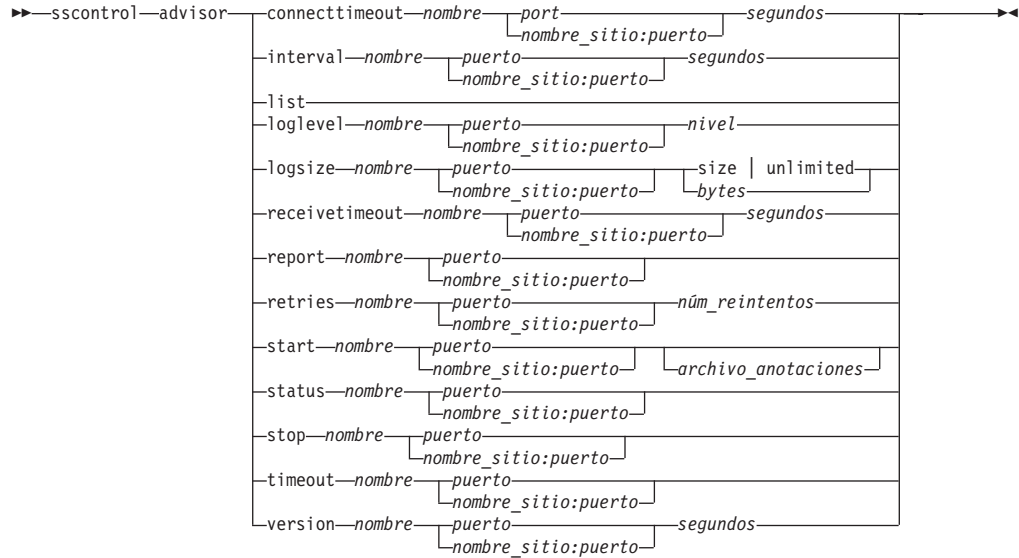 sscontrol advisor connecttimeout nombre port segundos
nombre_sitio:puerto
interval nombre puerto segundos
nombre_sitio:puerto
list
loglevel nombre puerto nivel
nombre_sitio:puerto
logsize nombre puerto size | unlimited
nombre_sitio:puerto bytes
receivetimeout nombre puerto segundos
nombre_sitio:puerto
report nombre puerto
nombre_sitio:puerto
retries nombre puerto núm_reintentos
nombre_sitio:puerto
start nombre puerto
nombre_sitio:puerto archivo_anotaciones
status nombre puerto
nombre_sitio:puerto
stop nombre puerto
nombre_sitio:puerto
timeout nombre puerto
nombre_sitio:puerto
version nombre puerto segundos
nombre_sitio:puerto